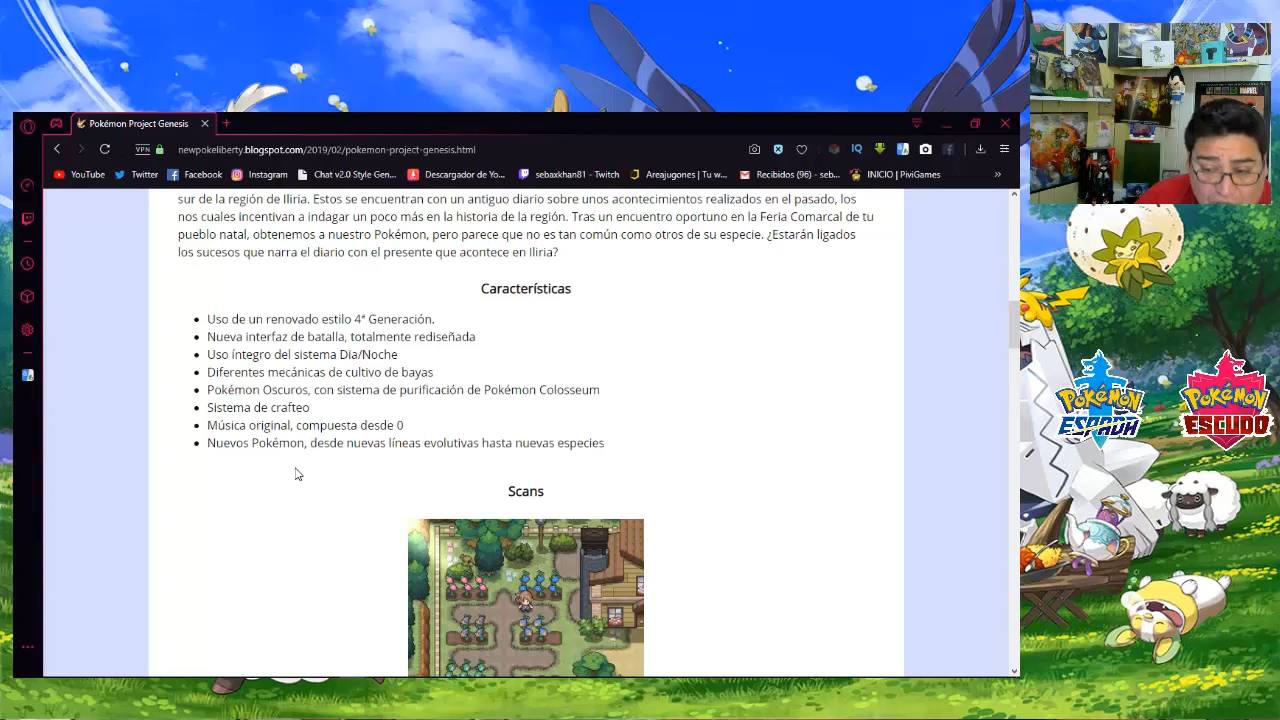 Pokémon Project Genesis
newpokeliberty.blogspot.com/2019/02/pokemon-project-genesis.html
VPN
IQ
YouTube
Twitter
Facebook
Instagram
Chat v2.0 Style Gen...
Descargador de Yo...
sebaxkhan81 - Twitch
Areajugones | Tu w...
Recibidos (96) - seb...
INICIO | PiviGames
»
sur de la región de Iliria. Estos se encuentran con un antiguo diario sobre unos acontecimientos realizados en el pasado, los
nos cuales incentivan a indagar un poco más en la historia de la región. Tras un encuentro oportuno en la Feria Comarcal de tu
pueblo natal, obtenemos a nuestro Pokémon, pero parece que no es tan común como otros de su especie. ¿Estarán ligados
los sucesos que narra el diario con el presente que acontece en Iliria?
Características
• Uso de un renovado estilo 4ª Generación.
• Nueva interfaz de batalla, totalmente rediseñada
• Uso íntegro del sistema Dia/Noche
• Diferentes mecánicas de cultivo de bayas
• Pokémon Oscuros, con sistema de purificación de Pokémon Colosseum
• Sistema de crafteo
• Música original, compuesta desde 0
• Nuevos Pokémon, desde nuevas líneas evolutivas hasta nuevas especies
Scans
MARVEL
Pokémon
ESPADA
Pokémon
ESCUDO